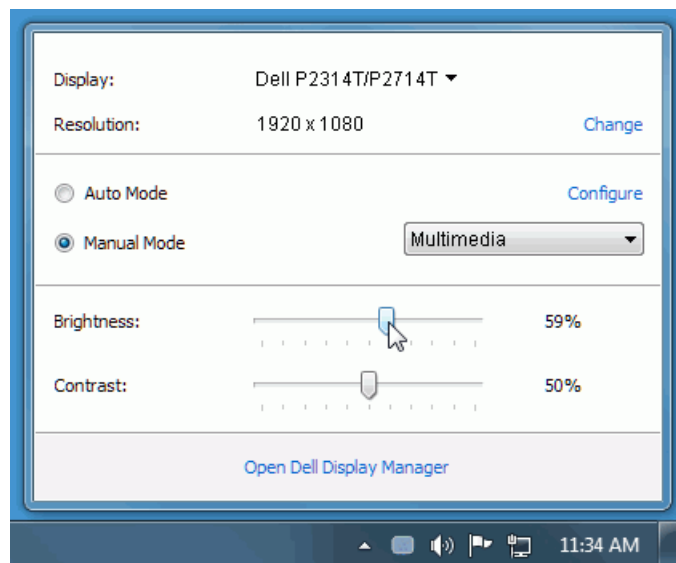 Display: Dell P2314T/P2714T
Resolution: 1920 x 1080 Change
Auto Mode Configure
Manual Mode Multimedia
Brightness: 59%
Contrast: 50%
Open Dell Display Manager
11:34 AM